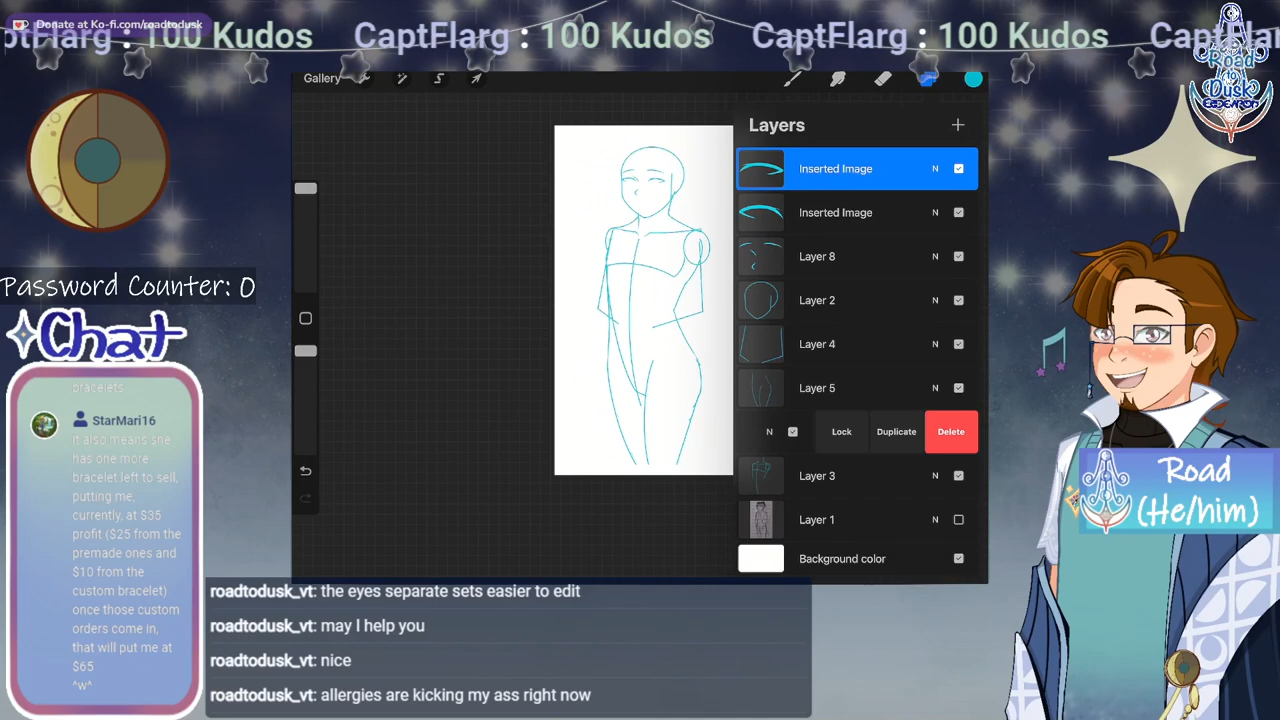 Donate at Ko-fi.com/roadtodusk
ptFlarg : 100 Kudos CaptFlarg : 100 Kudos CaptFlarg : 100 Kudos CaptFlar
Road
to
Dusk
Gallery
Layers
Inserted Image N
Inserted Image N
Layer 8 N
Layer 2 N
Layer 4 N
Layer 5 N
N Lock Duplicate Delete
Layer 3 N
Layer 1 N
Background color
Password Counter: 0
Chat
bracelets
StarMari16
it also means she
has one more
bracelet left to sell,
putting me,
currently, at $35
profit ($25 from the
premade ones and
$10 from the
custom bracelet)
once those custom
orders come in,
that will put me at
$65
^w^
roadtodusk_vt: the eyes separate sets easier to edit
roadtodusk_vt: may I help you
roadtodusk_vt: nice
roadtodusk_vt: allergies are kicking my ass right now
Road
(He/him)